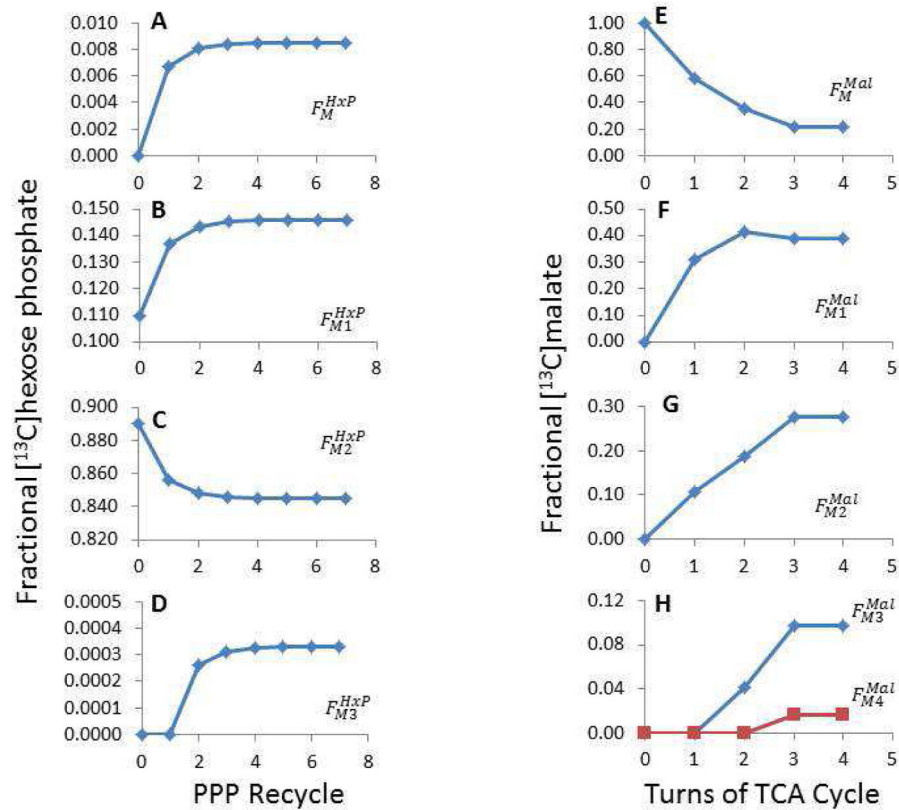 Fractional [¹³C]hexose phosphate
A
0.010
0.008
0.006
0.004
0.002
0.000
F_M^HxP
0 2 4 6 8
B
0.150
0.140
0.130
0.120
0.110
0.100
F_M1^HxP
0 2 4 6 8
C
0.900
0.880
0.860
0.840
0.820
F_M2^HxP
0 2 4 6 8
D
0.0005
0.0004
0.0003
0.0002
0.0001
0.0000
F_M3^HxP
0 2 4 6 8
PPP Recycle
Fractional [¹³C]malate
E
1.00
0.80
0.60
0.40
0.20
0.00
F_M^Mal
0 1 2 3 4 5
F
0.50
0.40
0.30
0.20
0.10
0.00
F_M1^Mal
0 1 2 3 4 5
G
0.30
0.20
0.10
0.00
F_M2^Mal
0 1 2 3 4 5
H
0.12
0.08
0.04
0.00
F_M3^Mal
F_M4^Mal
0 1 2 3 4 5
Turns of TCA Cycle